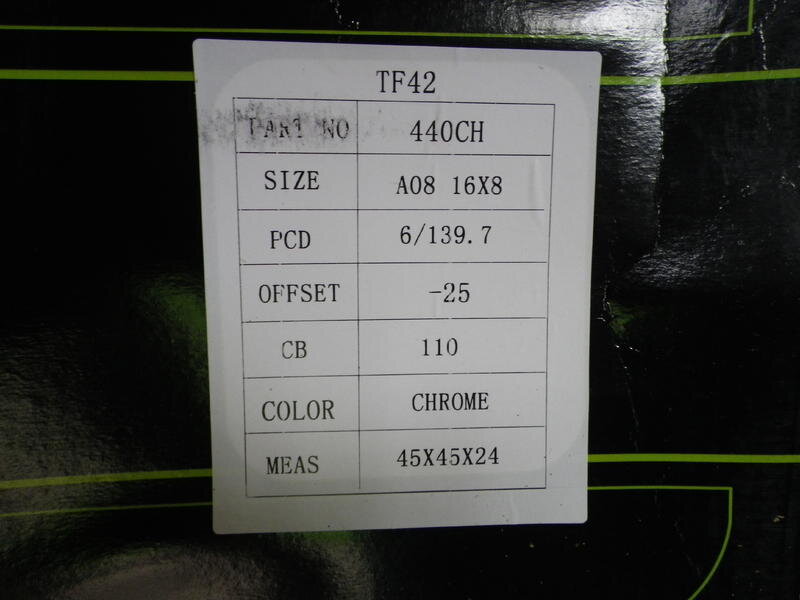 TF42
PART NO 440CH
SIZE A08 16X8
PCD 6/139.7
OFFSET -25
CB 110
COLOR CHROME
MEAS 45X45X24